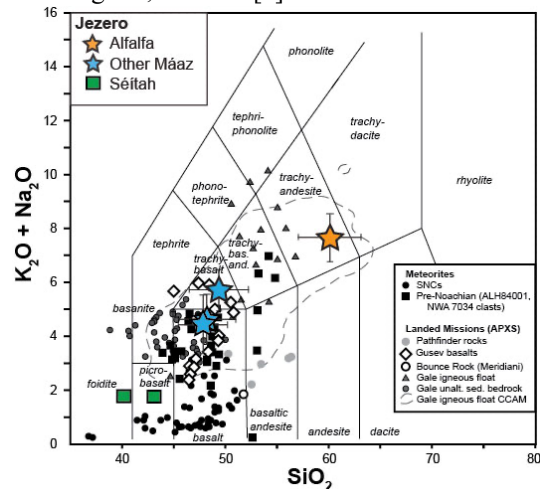 Jezero
Alfalfa
Other Máaz
Séítah
16
14
12
10
8
6
4
2
0
K₂O + Na₂O
phonolite
tephri-
phonolite
trachy-
dacite
phono-
tephrite
trachy-
andesite
rhyolite
tephrite
trachy-
bas.
and.
trachy-
basalt
basanite
foidite
picro-
basalt
basalt
basaltic
andesite
andesite
dacite
Meteorites
SNCs
Pre-Noachian (ALH84001,
NWA 7034 clasts)
Landed Missions (APXS)
Pathfinder rocks
Gusev basalts
Bounce Rock (Meridiani)
Gale igneous float
Gale unalt. sed. bedrock
Gale igneous float CCAM
40
50
60
70
80
SiO₂